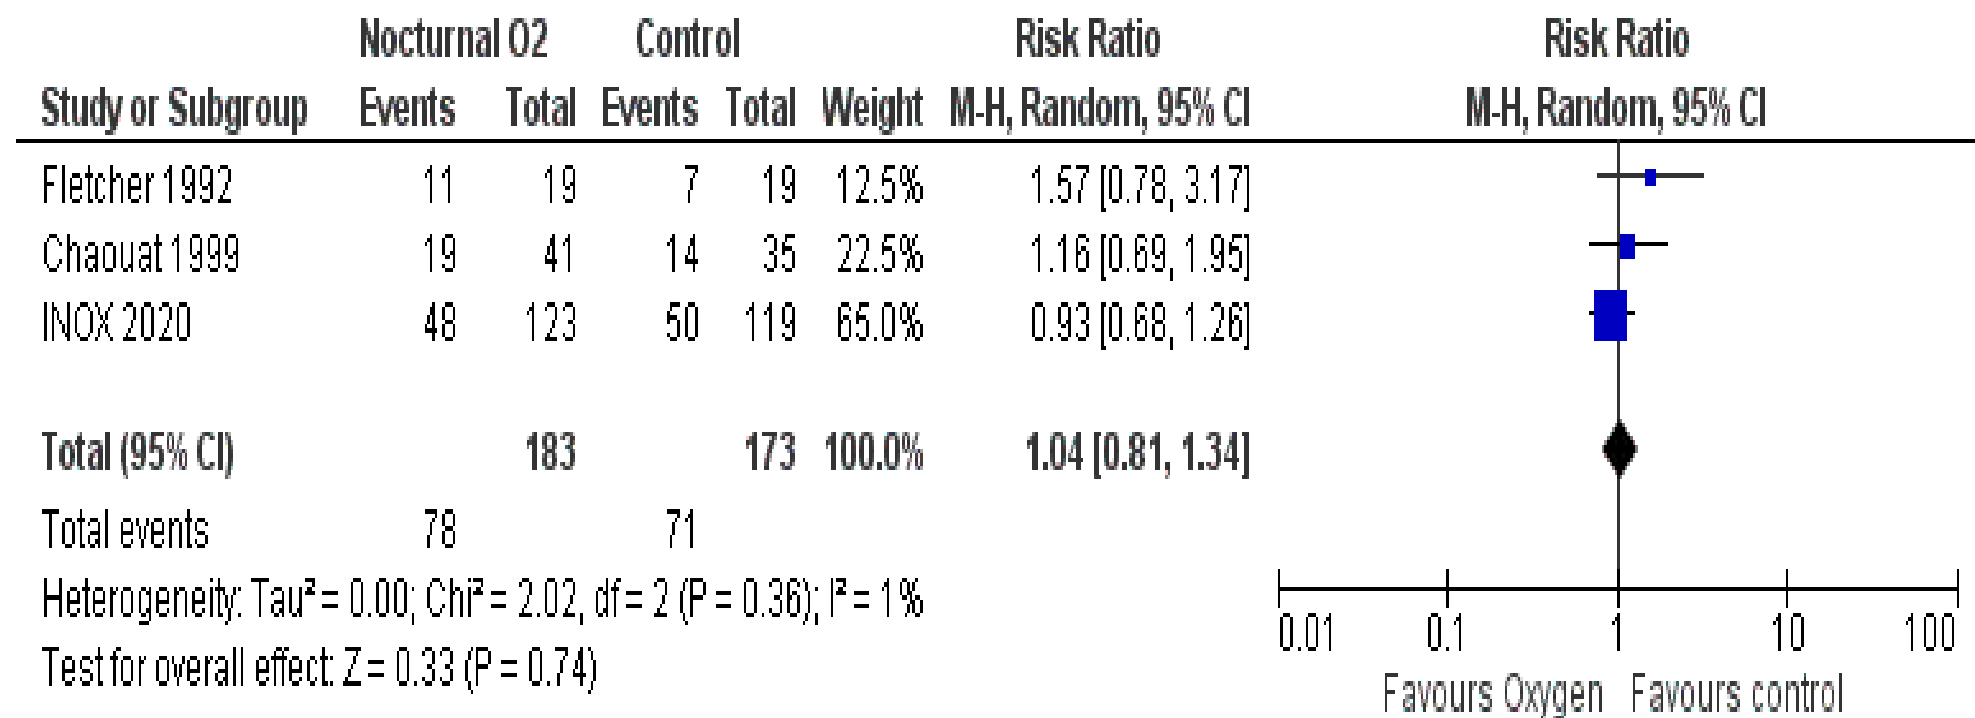 Nocturnal O2 Control Risk Ratio Risk Ratio
Study or Subgroup Events Total Events Total Weight M-H, Random, 95% CI M-H, Random, 95% CI
Fletcher 1992 11 19 7 19 12.5% 1.57 [0.78, 3.17]
Chaouat 1999 19 41 14 35 22.5% 1.16 [0.69, 1.95]
INOX 2020 48 123 50 119 65.0% 0.93 [0.68, 1.26]
Total (95% CI) 183 173 100.0% 1.04 [0.81, 1.34]
Total events 78 71
Heterogeneity: Tau² = 0.00; Chi² = 2.02, df = 2 (P = 0.36); I² = 1%
Test for overall effect: Z = 0.33 (P = 0.74)
0.01 0.1 1 10 100
Favours Oxygen Favours control